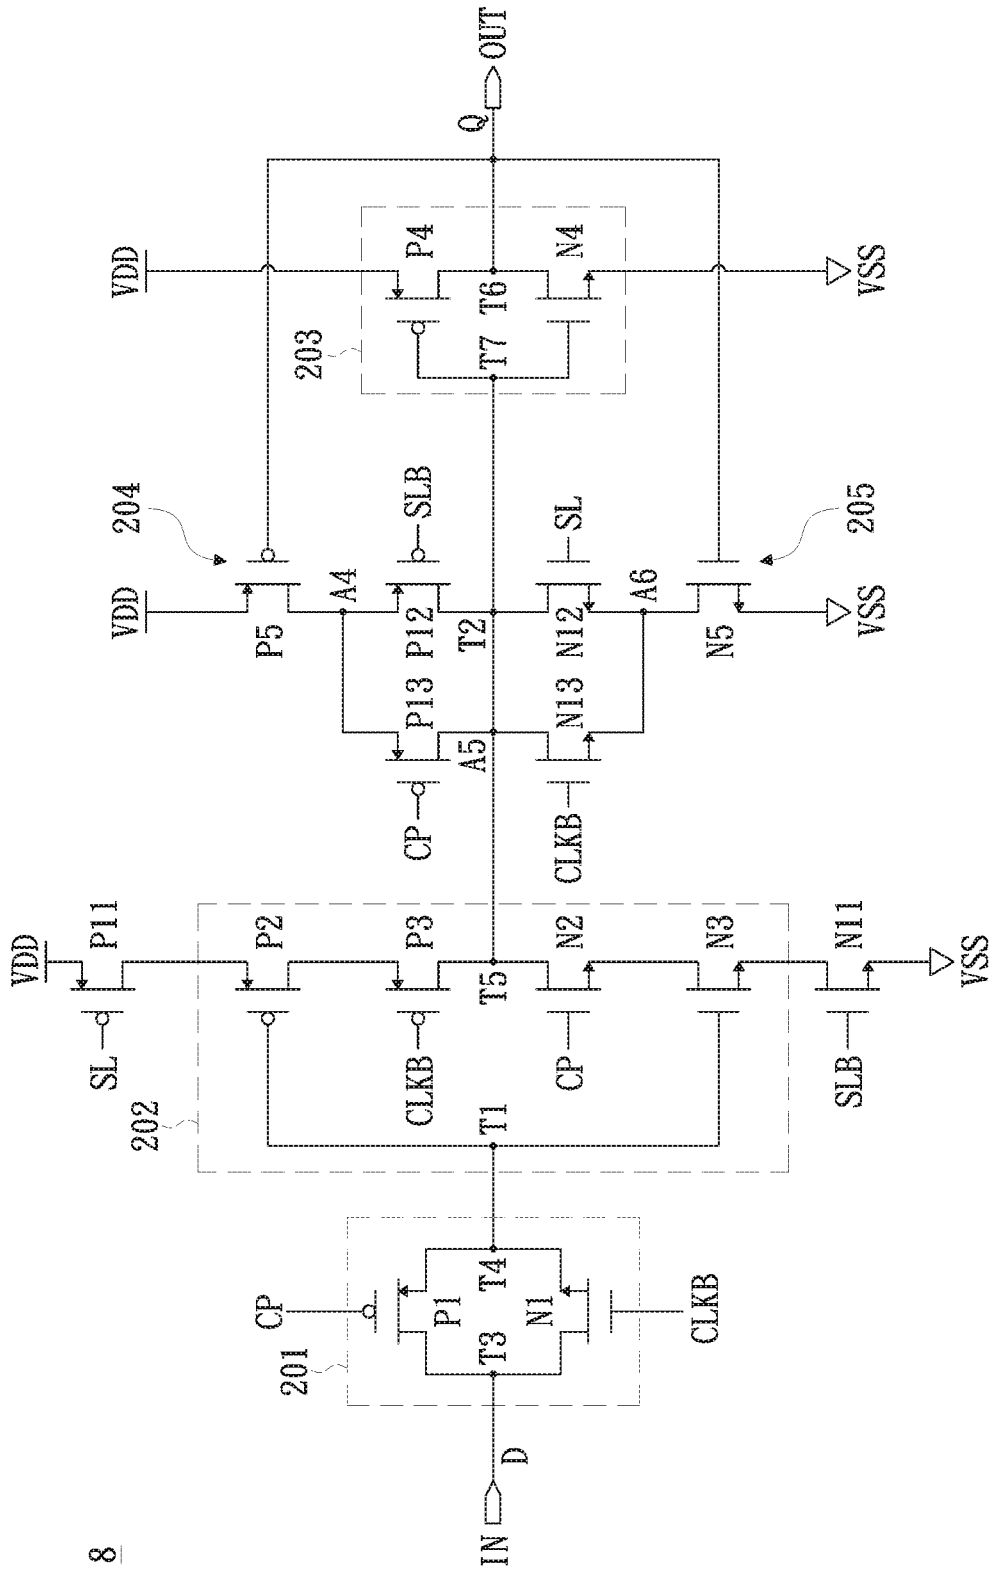 8
IN
D
201
CP
T3
P1
N1
T4
CLKB
202
T1
VDD
SL
P11
P2
CLKB
P3
T5
CP
N2
N3
SLB
N11
VSS
CP
P13
A5
CLKB
N13
204
VDD
P5
A4
P12
SLB
T2
SL
N12
A6
N5
205
VSS
203
VDD
P4
T7
T6
N4
VSS
Q
OUT